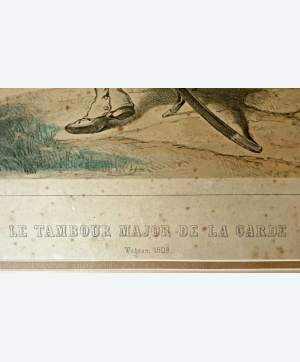 LE TAMBOUR MAJOR DE LA GARDE
Wagram 1809